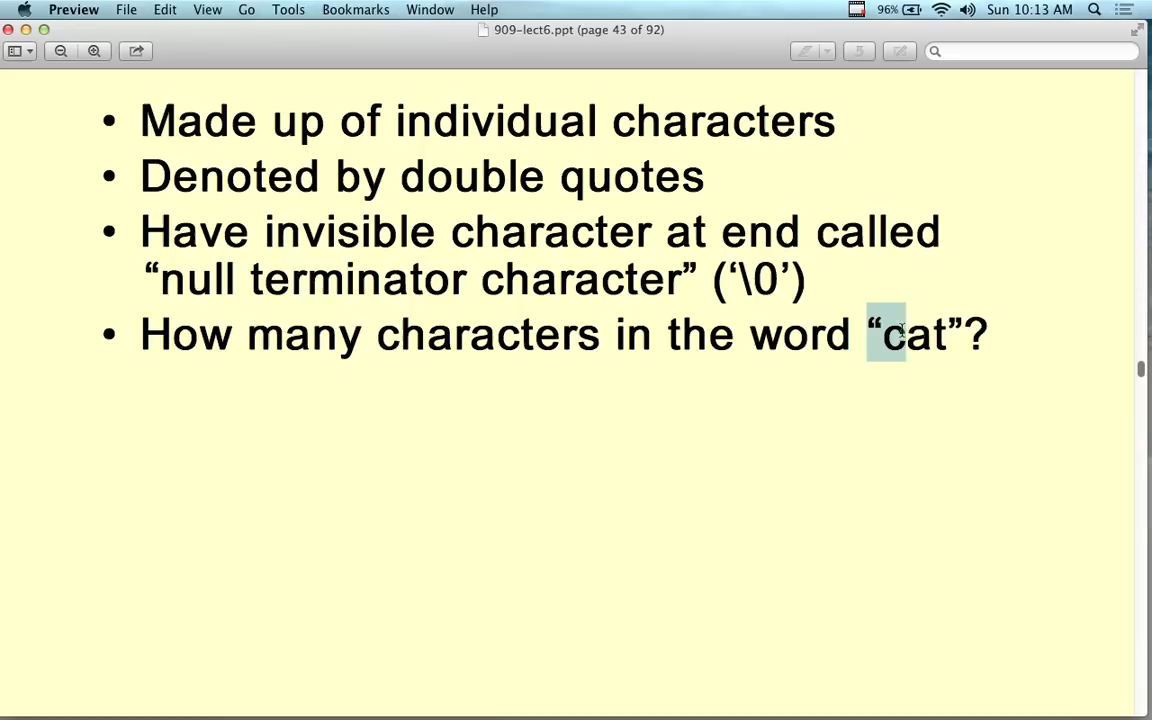 Preview File Edit View Go Tools Bookmarks Window Help 96% Sun 10:13 AM
909-lect6.ppt (page 43 of 92)
• Made up of individual characters
• Denoted by double quotes
• Have invisible character at end called
“null terminator character” (‘\0’)
• How many characters in the word “cat”?